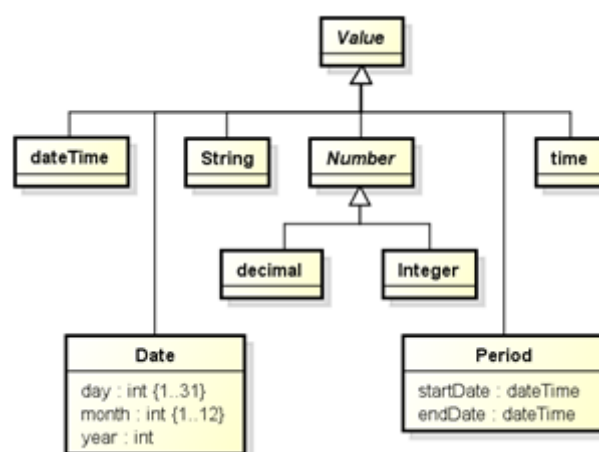 Value
dateTime
String
Number
time
decimal
Integer
Date
day : int {1..31}
month : int {1..12}
year : int
Period
startDate : dateTime
endDate : dateTime